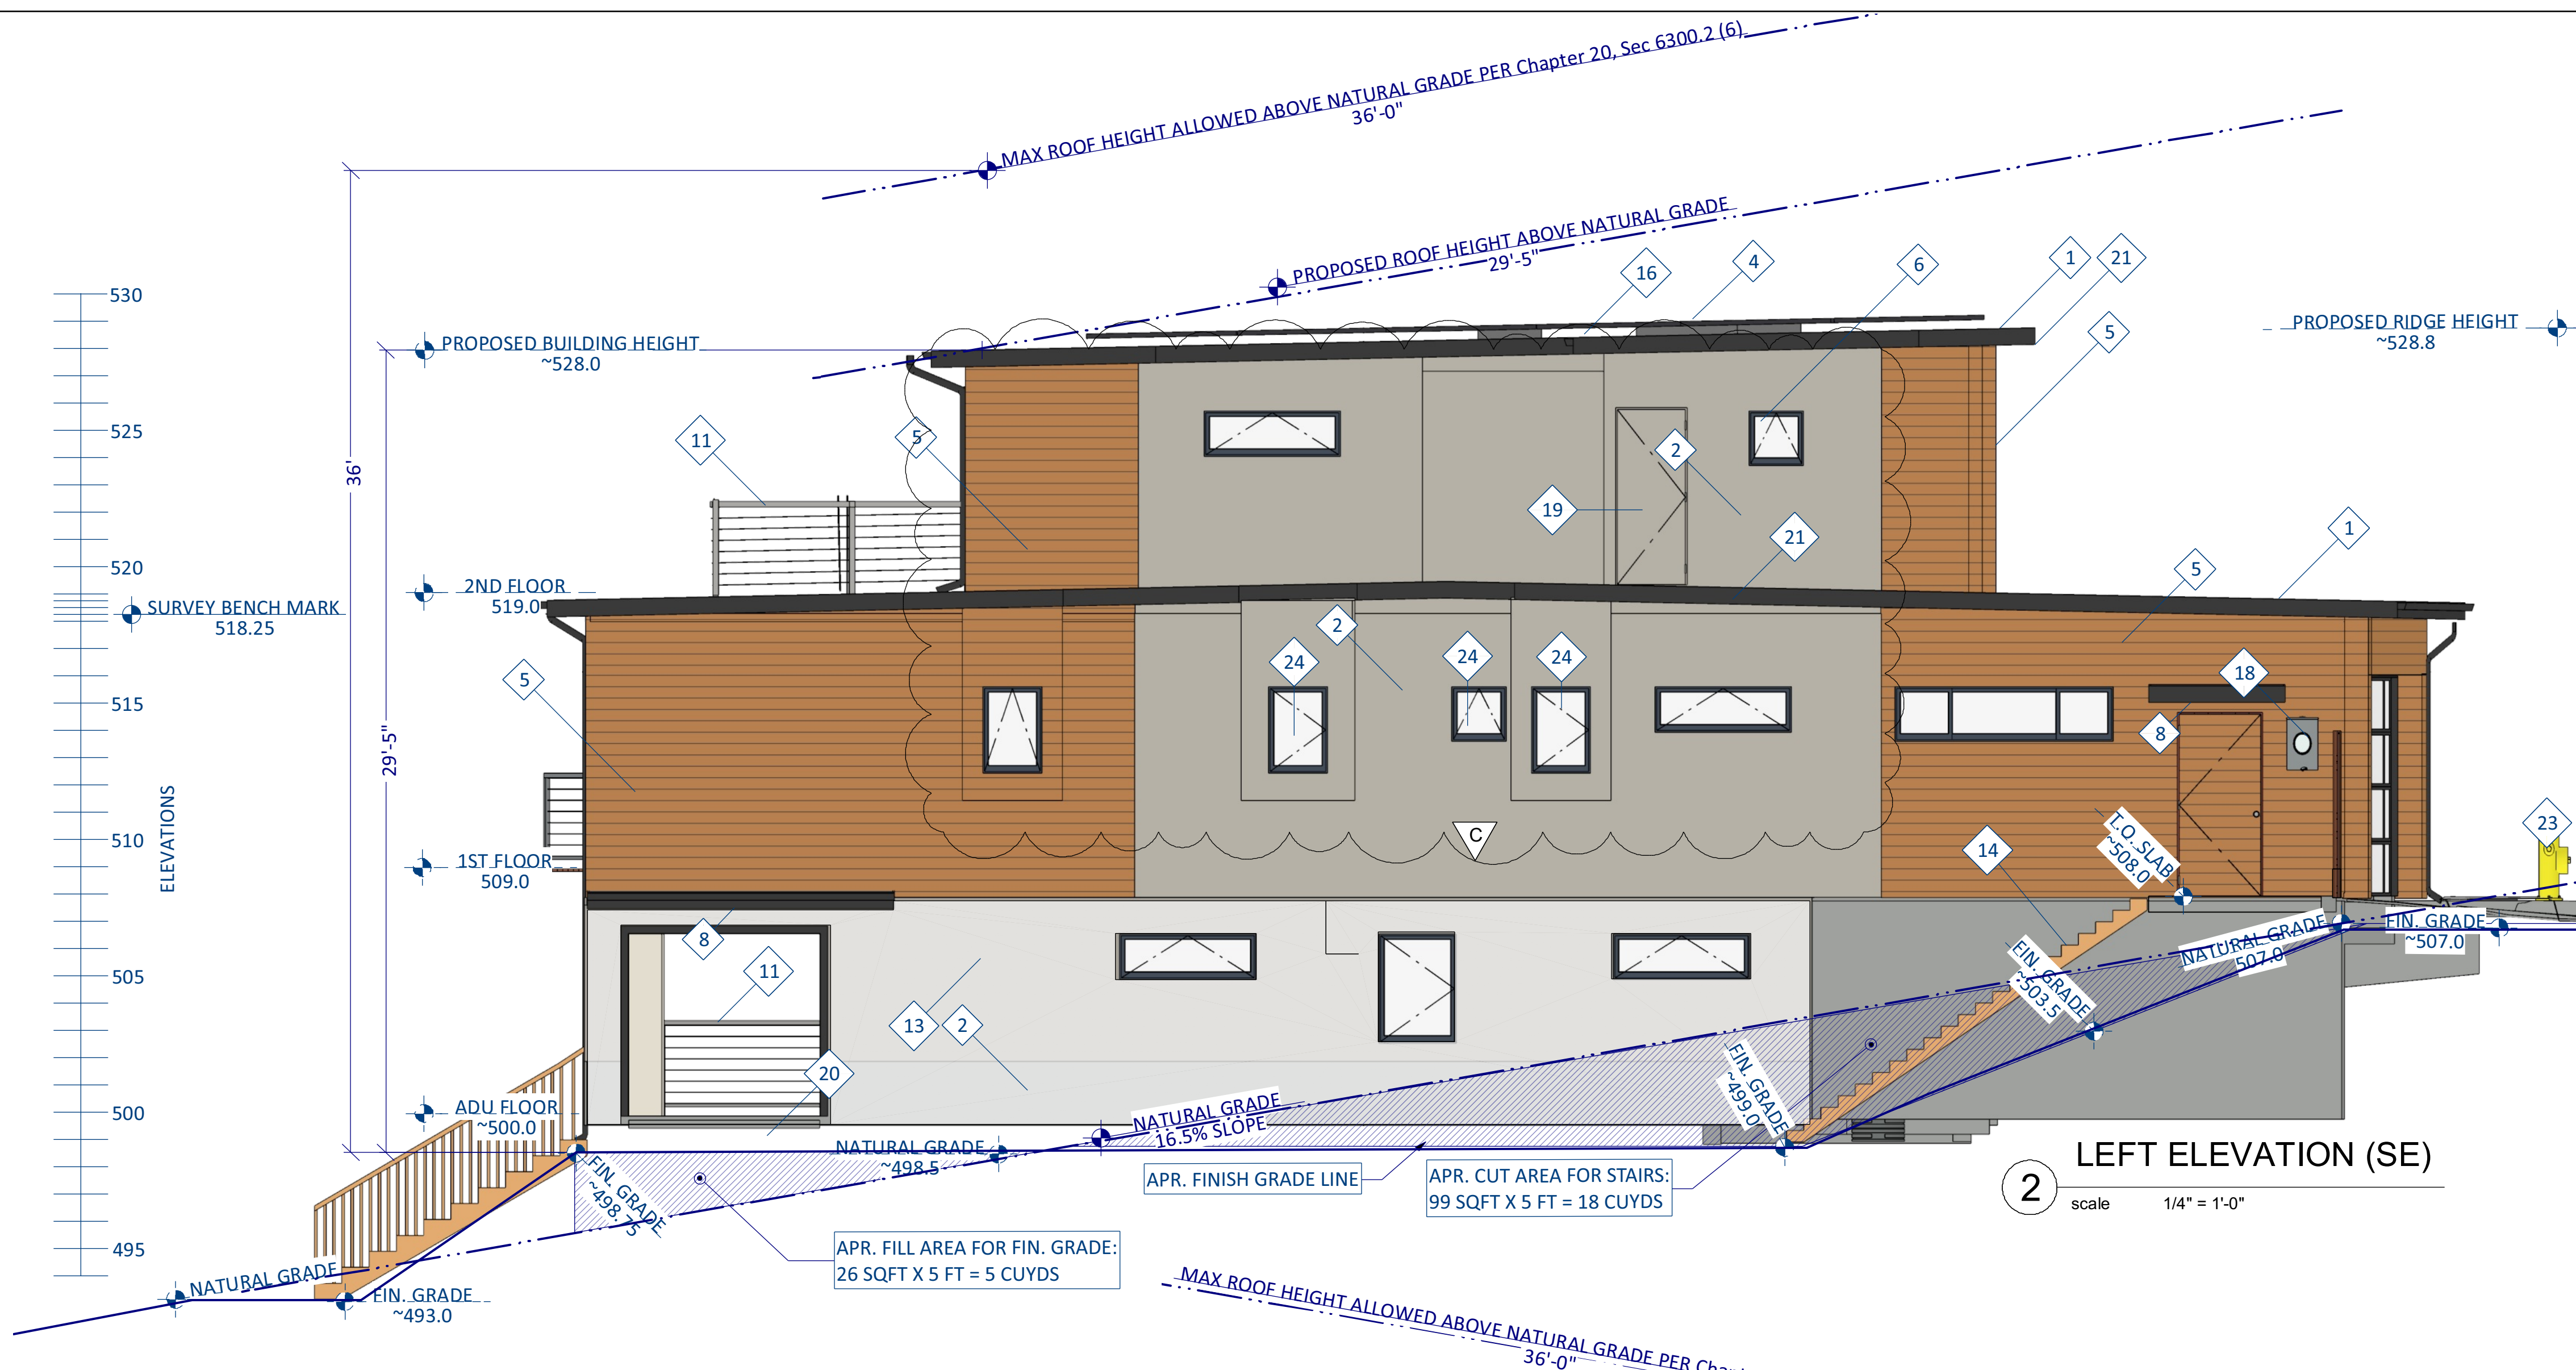 MAX ROOF HEIGHT ALLOWED ABOVE NATURAL GRADE PER Chapter 20, Sec 6300.2 (6)
36'-0"
PROPOSED ROOF HEIGHT ABOVE NATURAL GRADE
29'-5"
16
4
6
1
21
5
530
525
520
515
510
505
500
495
ELEVATIONS
PROPOSED BUILDING HEIGHT
~528.0
PROPOSED RIDGE HEIGHT
~528.8
36'
29'-5"
11
5
2
19
21
1
5
2ND FLOOR
519.0
SURVEY BENCH MARK
518.25
2
24
24
24
18
5
8
C
T.O. SLAB
~508.0
14
23
1ST FLOOR
509.0
8
11
13
2
20
FIN. GRADE
~503.5
NATURAL GRADE
507.0
FIN. GRADE
~507.0
ADU FLOOR
~500.0
FIN. GRADE
~499.0
NATURAL GRADE
16.5% SLOPE
NATURAL GRADE
~498.5
FIN. GRADE
~498.75
APR. FINISH GRADE LINE
APR. CUT AREA FOR STAIRS:
99 SQFT X 5 FT = 18 CUYDS
2
LEFT ELEVATION (SE)
scale 1/4" = 1'-0"
APR. FILL AREA FOR FIN. GRADE:
26 SQFT X 5 FT = 5 CUYDS
NATURAL GRADE
FIN. GRADE
~493.0
MAX ROOF HEIGHT ALLOWED ABOVE NATURAL GRADE PER
36'-0"